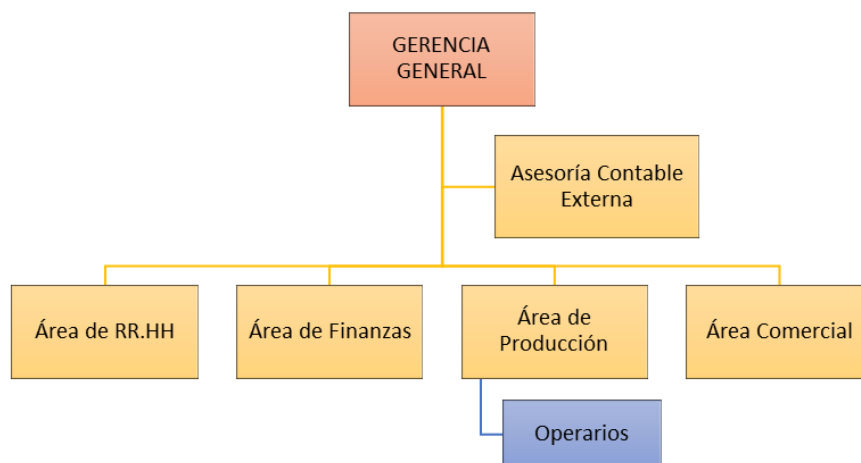 GERENCIA
GENERAL
Asesoría Contable
Externa
Área de RR.HH
Área de Finanzas
Área de
Producción
Área Comercial
Operarios